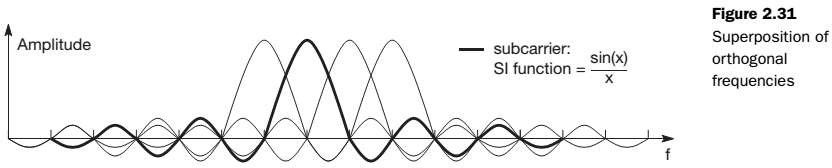 Amplitude
subcarrier:
SI function = sin(x)
x
f
Figure 2.31
Superposition of
orthogonal
frequencies